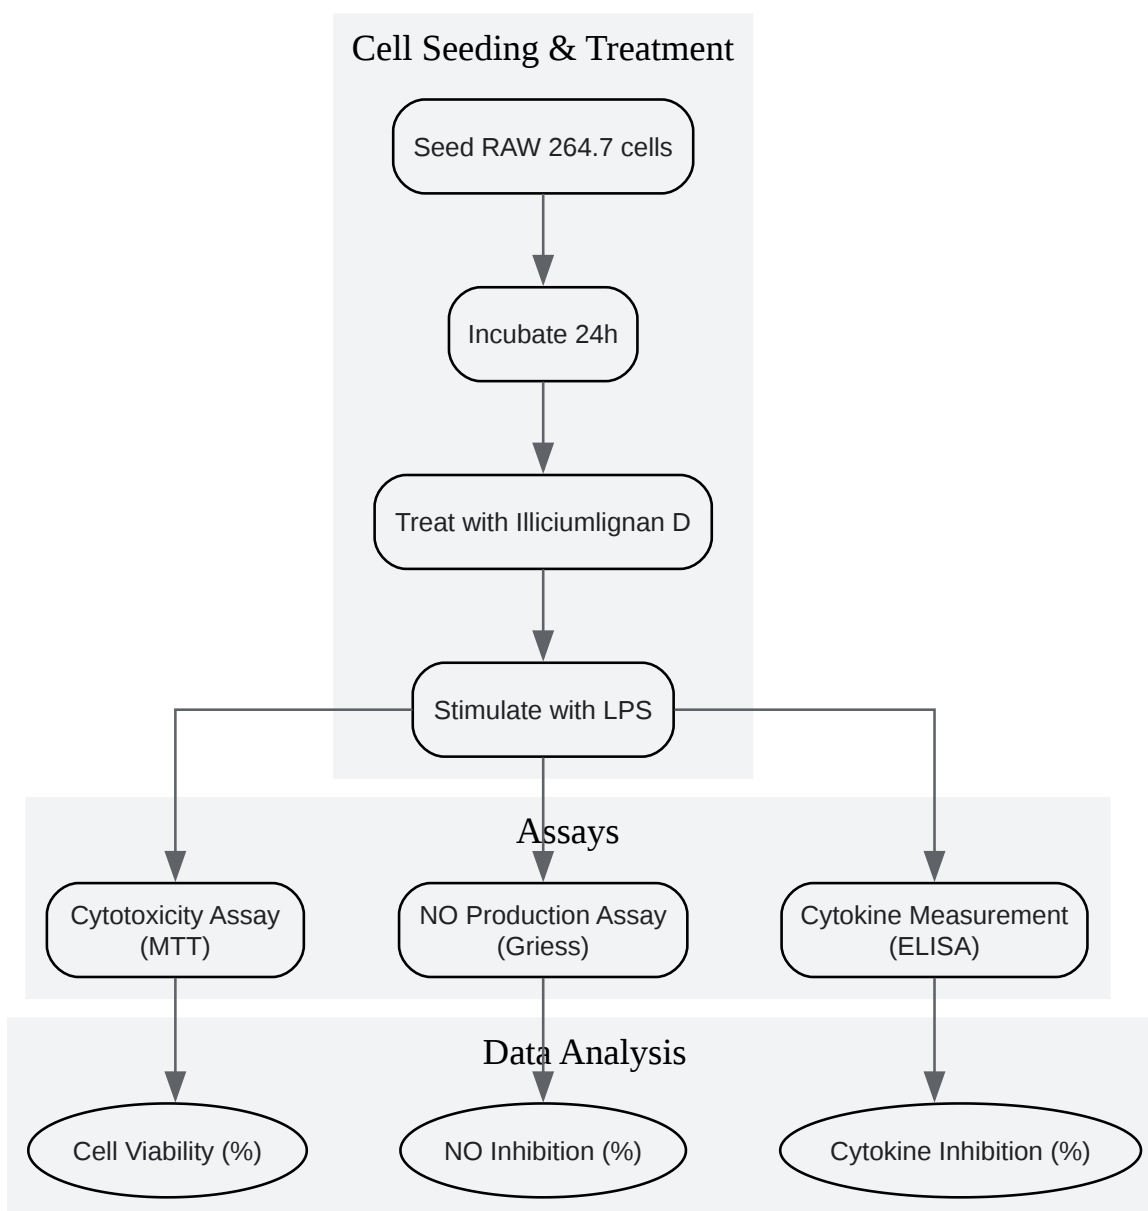 Cell Seeding & Treatment
Seed RAW 264.7 cells
Incubate 24h
Treat with Illiciumlignan D
Stimulate with LPS
Assays
Cytotoxicity Assay
(MTT)
NO Production Assay
(Griess)
Cytokine Measurement
(ELISA)
Data Analysis
Cell Viability (%)
NO Inhibition (%)
Cytokine Inhibition (%)